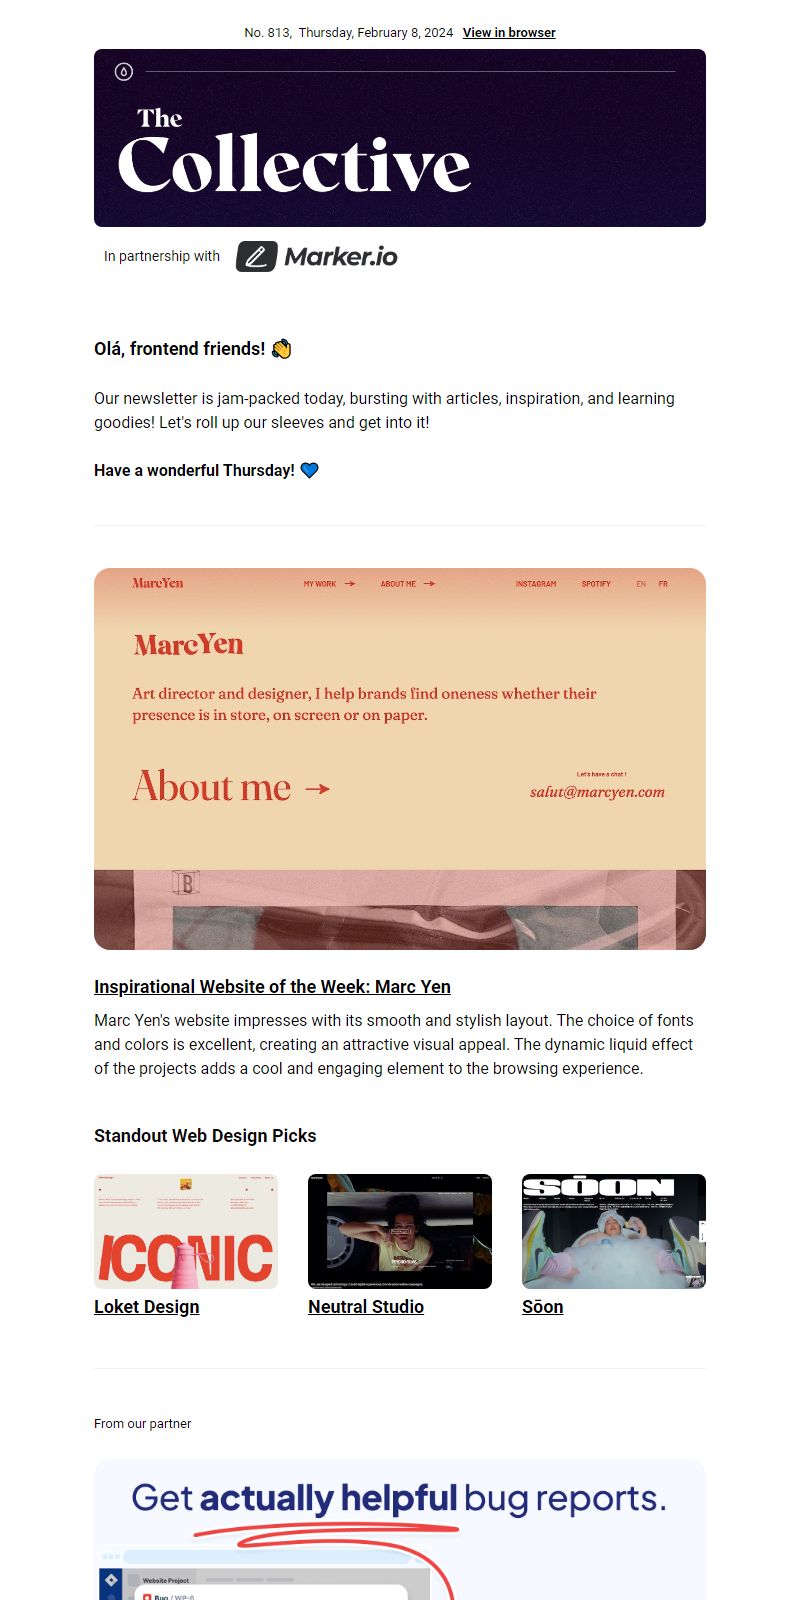 No. 813, Thursday, February 8, 2024 View in browser
The
Collective
In partnership with Marker.io
Olá, frontend friends! 👋
Our newsletter is jam-packed today, bursting with articles, inspiration, and learning
goodies! Let's roll up our sleeves and get into it!
Have a wonderful Thursday! 💙
MarcYen MY WORK → ABOUT ME → INSTAGRAM SPOTIFY EN FR
MarcYen
Art director and designer, I help brands find oneness whether their
presence is in store, on screen or on paper.
Let's have a chat !
About me → salut@marcyen.com
B
Inspirational Website of the Week: Marc Yen
Marc Yen's website impresses with its smooth and stylish layout. The choice of fonts
and colors is excellent, creating an attractive visual appeal. The dynamic liquid effect
of the projects adds a cool and engaging element to the browsing experience.
Standout Web Design Picks
ICONIC
SŌON
Loket Design Neutral Studio Sōon
From our partner
Get actually helpful bug reports.
Website Project
Bug / WP-6